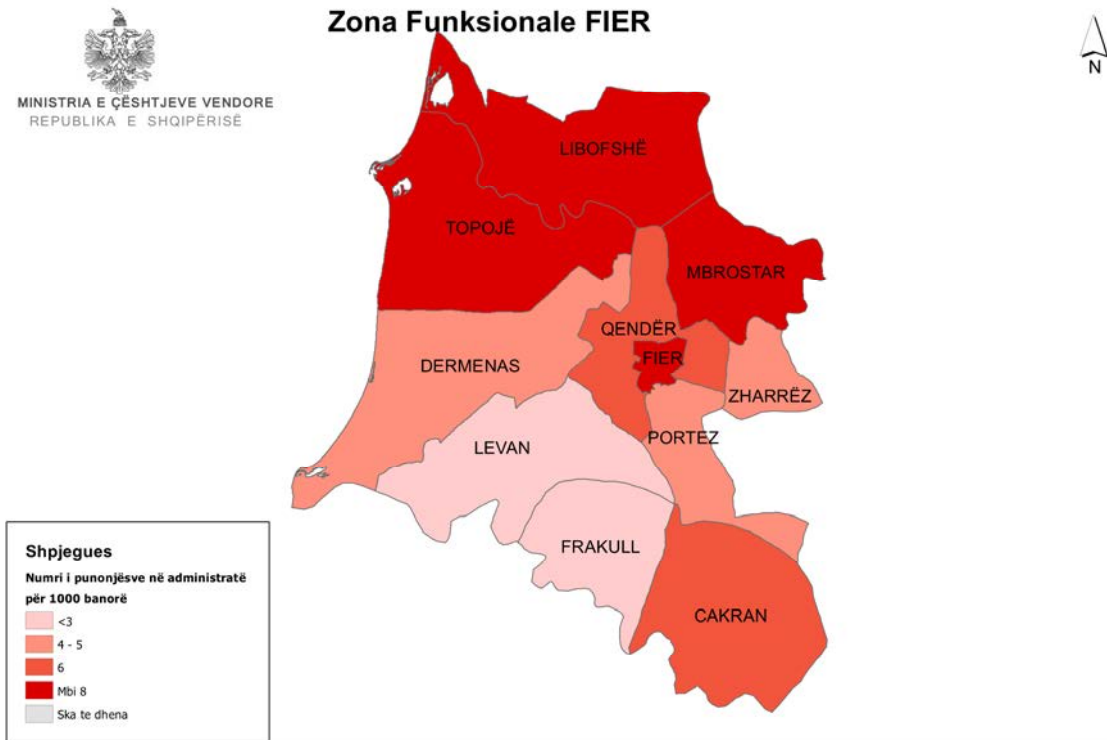 Zona Funksionale FIER
MINISTRIA E ÇËSHTJEVE VENDORE
REPUBLIKA E SHQIPËRISË
N
LIBOFSHË
TOPOJË
MBROSTAR
QENDËR
FIER
DERMENAS
ZHARRËZ
PORTEZ
LEVAN
FRAKULL
CAKRAN
Shpjegues
Numri i punonjësve në administratë
për 1000 banorë
<3
4 - 5
6
Mbi 8
Ska te dhena